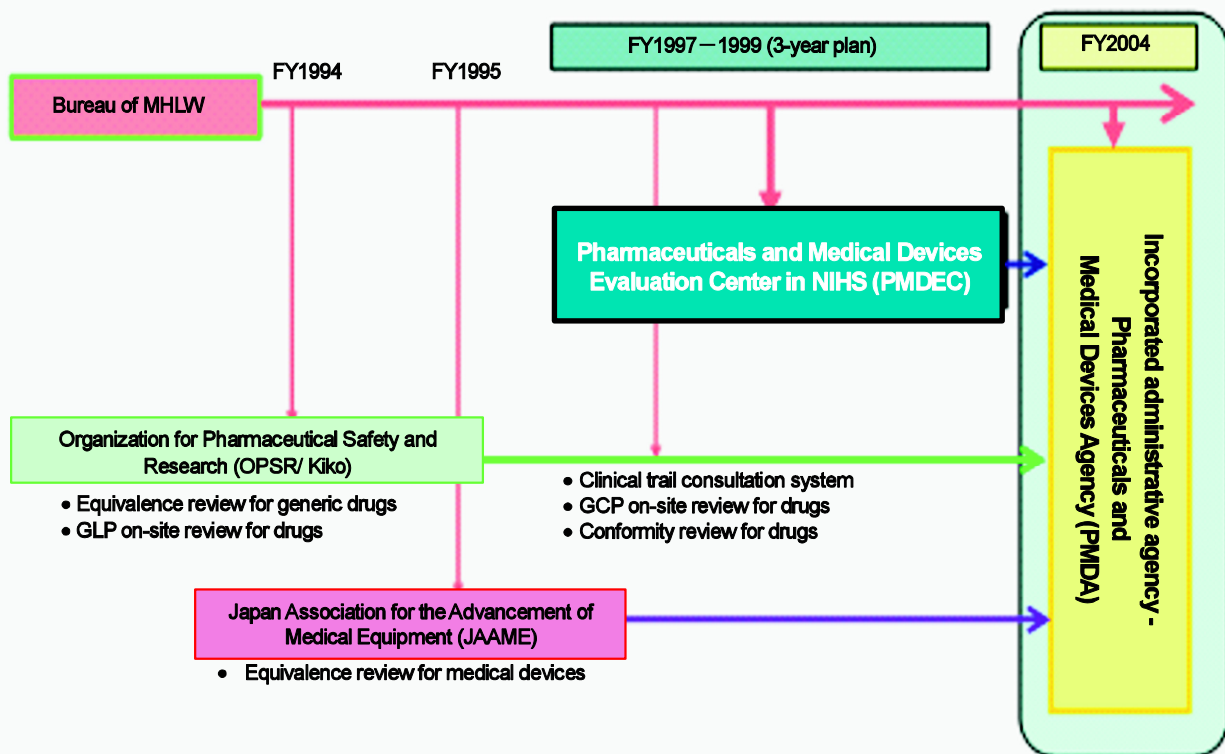 FY1997－1999 (3-year plan)
FY2004
FY1994
FY1995
Bureau of MHLW
Pharmaceuticals and Medical Devices
Evaluation Center in NIHS (PMDEC)
Incorporated administrative agency -
Pharmaceuticals and
Medical Devices Agency (PMDA)
Organization for Pharmaceutical Safety and
Research (OPSR/ Kiko)
● Equivalence review for generic drugs
● GLP on-site review for drugs
● Clinical trail consultation system
● GCP on-site review for drugs
● Conformity review for drugs
Japan Association for the Advancement of
Medical Equipment (JAAME)
● Equivalence review for medical devices